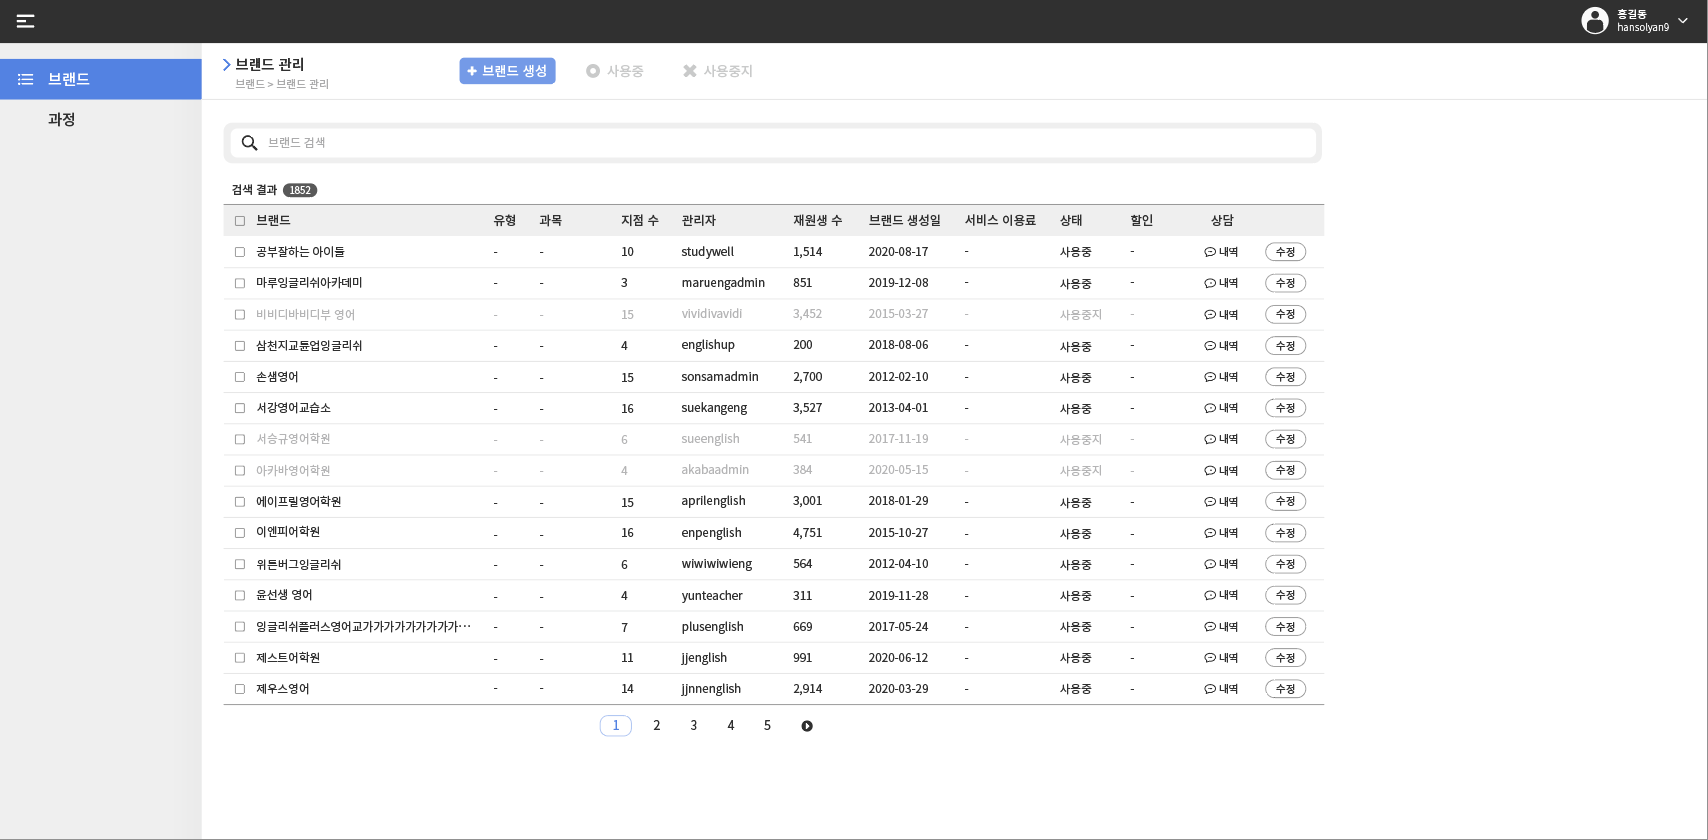 홍길동
hansolyan9
브랜드
과정
브랜드 관리
브랜드 > 브랜드 관리
브랜드 생성 사용중 사용중지
브랜드 검색
검색 결과 1852
브랜드 유형 과목 지점 수 관리자 재원생 수 브랜드 생성일 서비스 이용료 상태 할인 상담
공부잘하는 아이들 - - 10 studywell 1,514 2020-08-17 - 사용중 - 내역 수정
마루잉글리쉬아카데미 - - 3 maruengadmin 851 2019-12-08 - 사용중 - 내역 수정
비비디바비디부 영어 - - 15 vividivavidi 3,452 2015-03-27 - 사용중지 - 내역 수정
삼천지교듄업잉글리쉬 - - 4 englishup 200 2018-08-06 - 사용중 - 내역 수정
손샘영어 - - 15 sonsamadmin 2,700 2012-02-10 - 사용중 - 내역 수정
서강영어교습소 - - 16 suekangeng 3,527 2013-04-01 - 사용중 - 내역 수정
서승규영어학원 - - 6 sueenglish 541 2017-11-19 - 사용중지 - 내역 수정
아카바영어학원 - - 4 akabaadmin 384 2020-05-15 - 사용중지 - 내역 수정
에이프릴영어학원 - - 15 aprilenglish 3,001 2018-01-29 - 사용중 - 내역 수정
이엔피어학원 - - 16 enpenglish 4,751 2015-10-27 - 사용중 - 내역 수정
위튼버그잉글리쉬 - - 6 wiwiwiwieng 564 2012-04-10 - 사용중 - 내역 수정
윤선생 영어 - - 4 yunteacher 311 2019-11-28 - 사용중 - 내역 수정
잉글리쉬플러스영어교가가가가가가가가가… - - 7 plusenglish 669 2017-05-24 - 사용중 - 내역 수정
제스트어학원 - - 11 jjenglish 991 2020-06-12 - 사용중 - 내역 수정
제우스영어 - - 14 jjnnenglish 2,914 2020-03-29 - 사용중 - 내역 수정
1 2 3 4 5